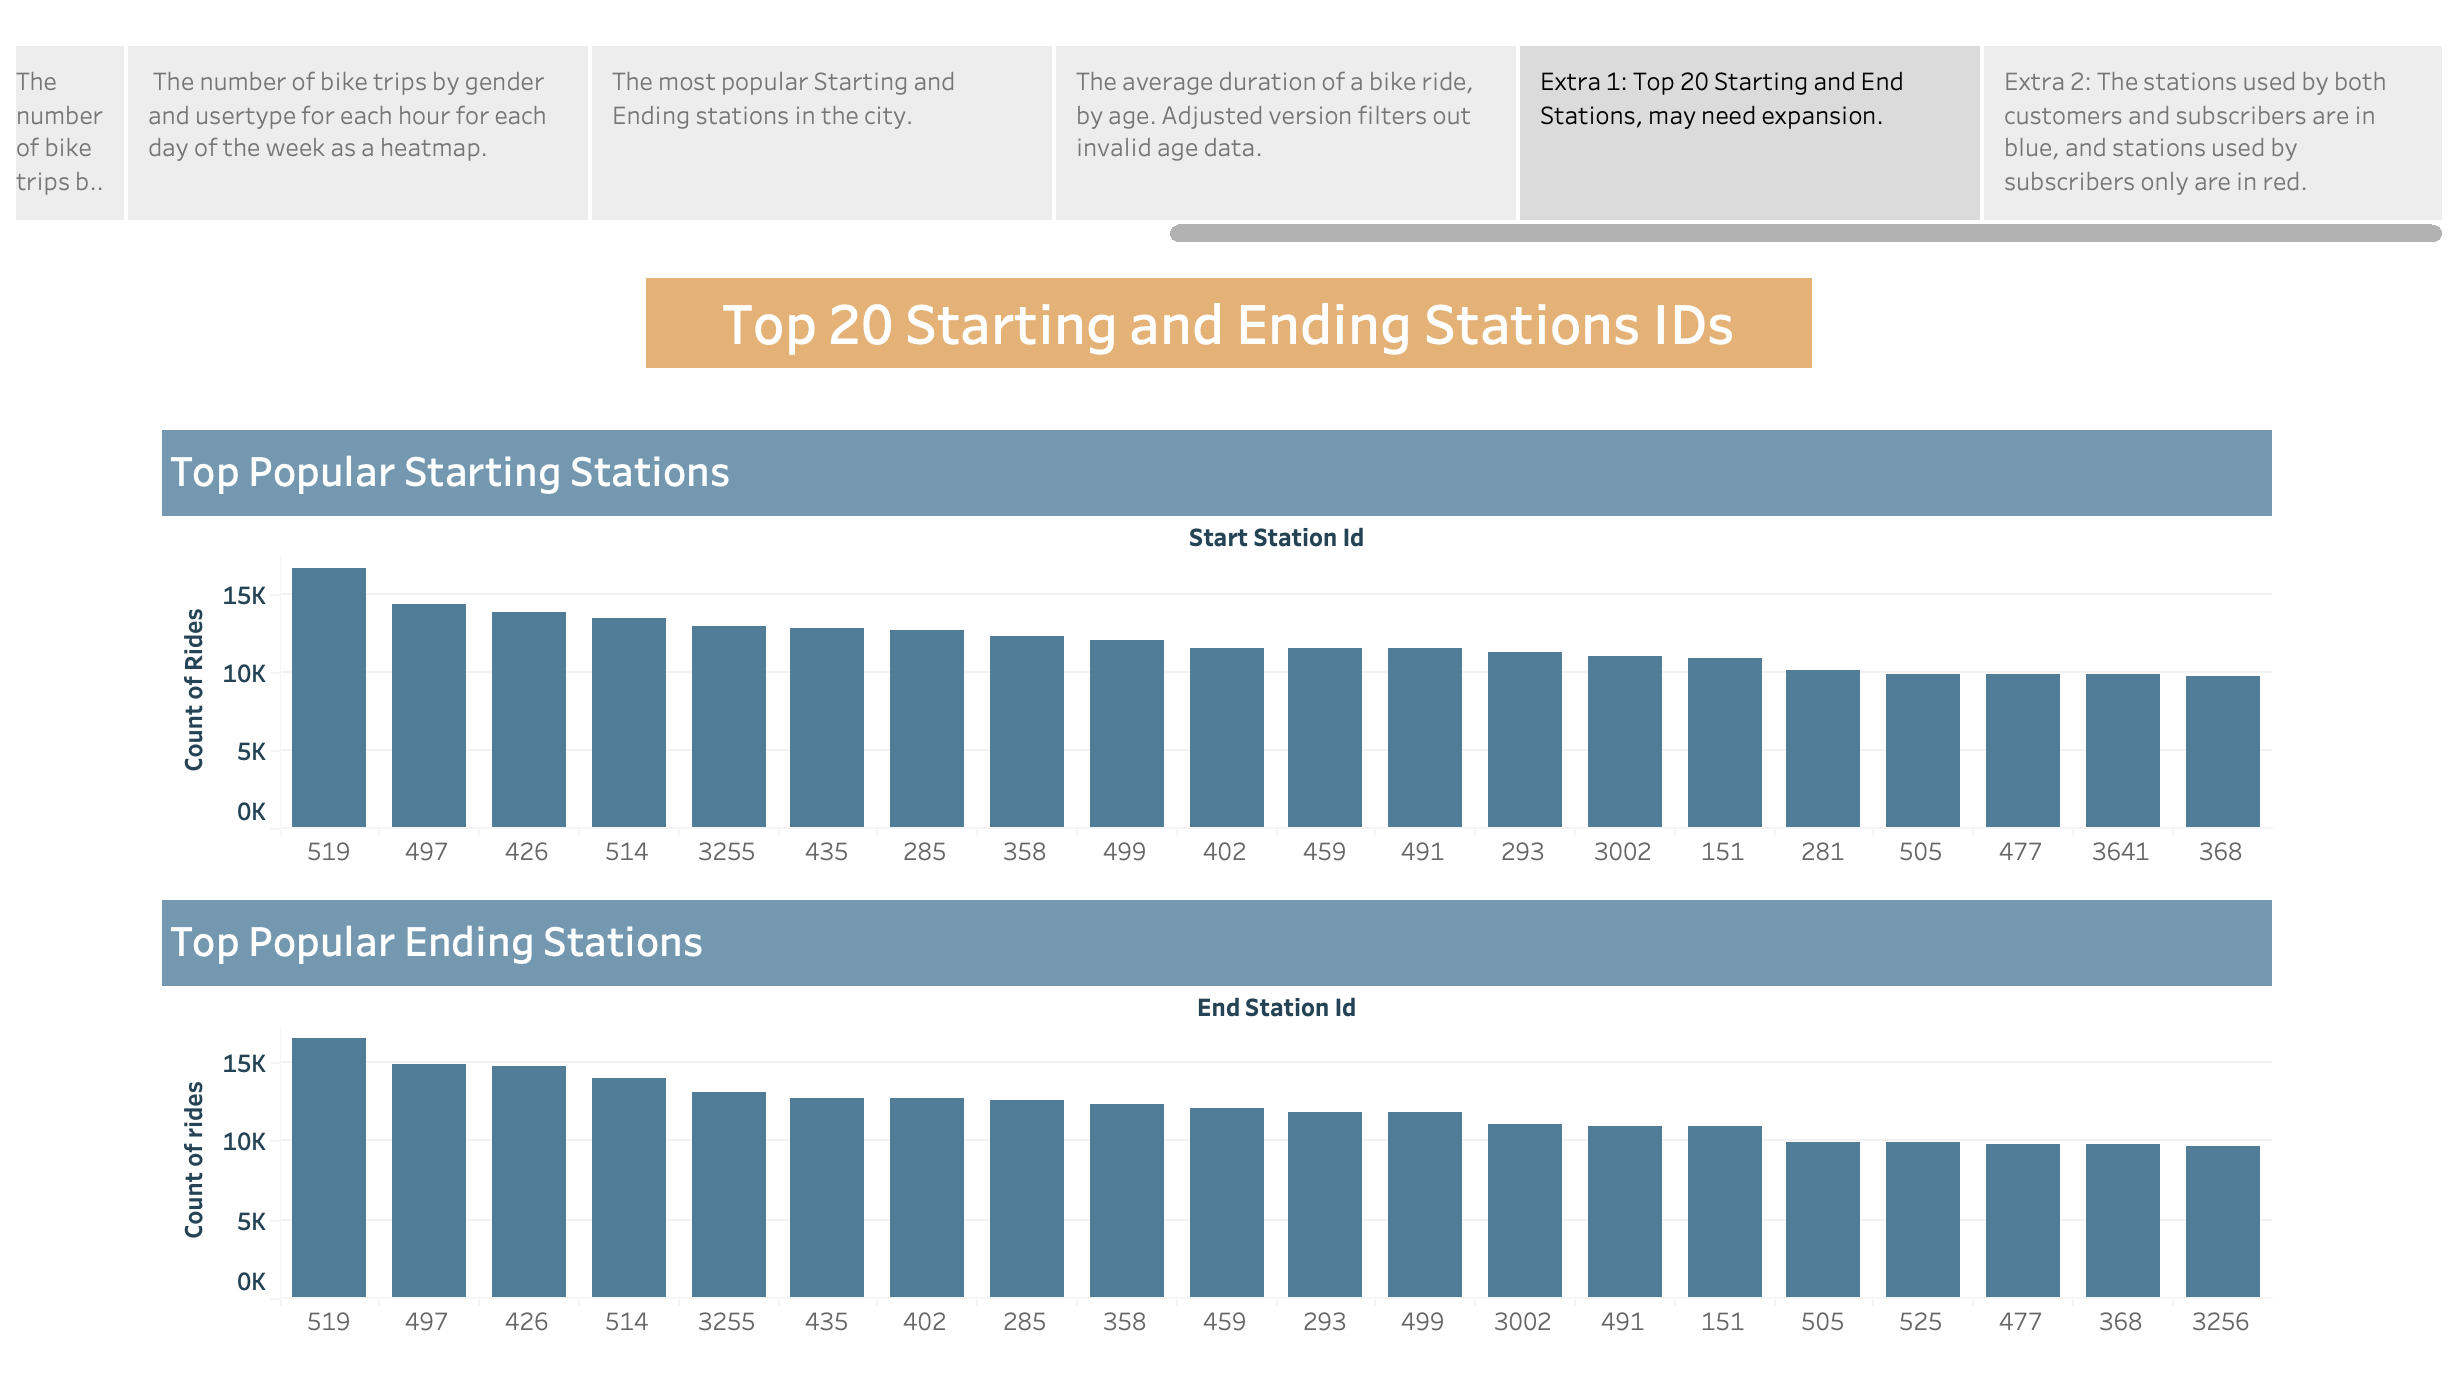 The
number
of bike
trips b..
The number of bike trips by gender
and usertype for each hour for each
day of the week as a heatmap.
The most popular Starting and
Ending stations in the city.
The average duration of a bike ride,
by age. Adjusted version filters out
invalid age data.
Extra 1: Top 20 Starting and End
Stations, may need expansion.
Extra 2: The stations used by both
customers and subscribers are in
blue, and stations used by
subscribers only are in red.
Top 20 Starting and Ending Stations IDs
Top Popular Starting Stations
Start Station Id
Count of Rides
15K
10K
5K
0K
519 497 426 514 3255 435 285 358 499 402 459 491 293 3002 151 281 505 477 3641 368
Top Popular Ending Stations
End Station Id
Count of rides
15K
10K
5K
0K
519 497 426 514 3255 435 402 285 358 459 293 499 3002 491 151 505 525 477 368 3256